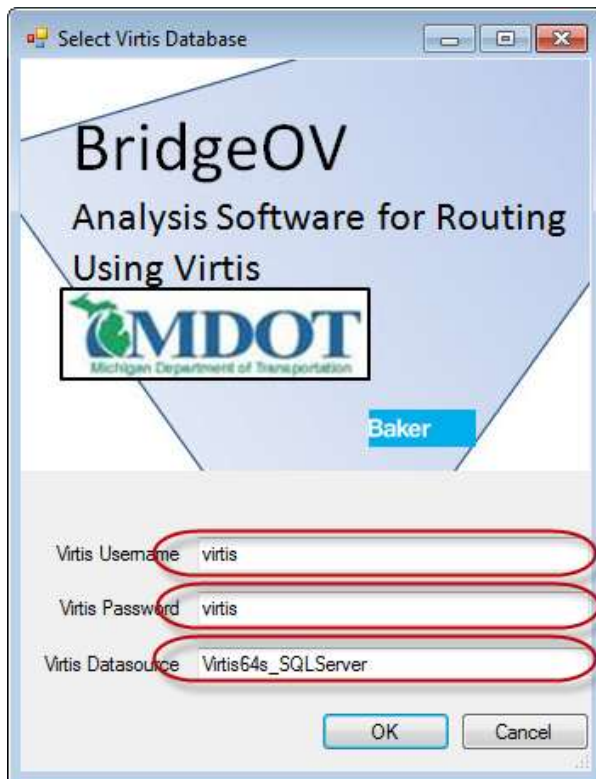 Select Virtis Database
BridgeOV
Analysis Software for Routing
Using Virtis
MDOT
Michigan Department of Transportation
Baker
Virtis Username virtis
Virtis Password virtis
Virtis Datasource Virtis64s_SQLServer
OK Cancel